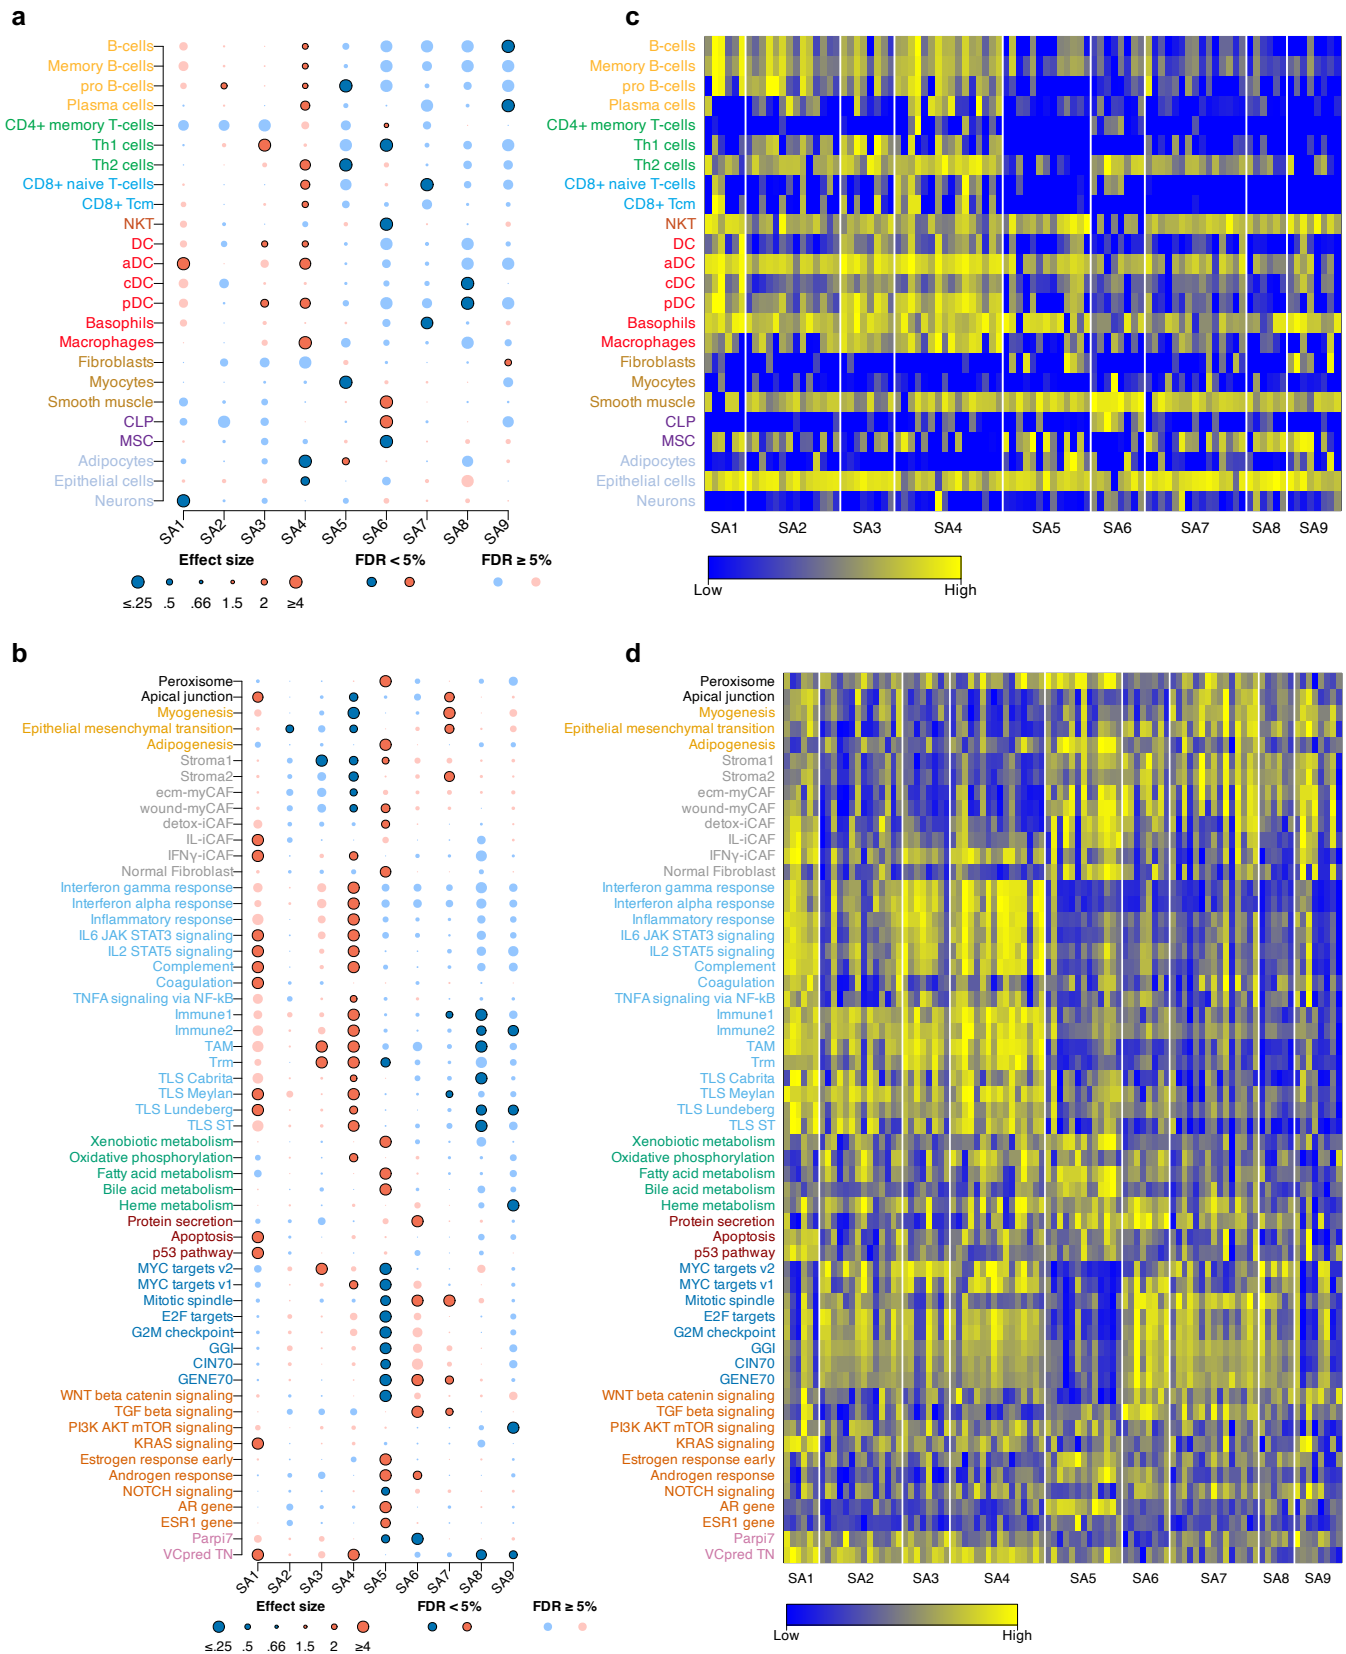 a
B-cells
Memory B-cells
pro B-cells
Plasma cells
CD4+ memory T-cells
Th1 cells
Th2 cells
CD8+ naive T-cells
CD8+ Tcm
NKT
DC
aDC
cDC
pDC
Basophils
Macrophages
Fibroblasts
Myocytes
Smooth muscle
CLP
MSC
Adipocytes
Epithelial cells
Neurons
SA1 SA2 SA3 SA4 SA5 SA6 SA7 SA8 SA9
Effect size FDR < 5% FDR ≥ 5%
≤.25 .5 .66 1.5 2 ≥4
c
B-cells
Memory B-cells
pro B-cells
Plasma cells
CD4+ memory T-cells
Th1 cells
Th2 cells
CD8+ naive T-cells
CD8+ Tcm
NKT
DC
aDC
cDC
pDC
Basophils
Macrophages
Fibroblasts
Myocytes
Smooth muscle
CLP
MSC
Adipocytes
Epithelial cells
Neurons
SA1 SA2 SA3 SA4 SA5 SA6 SA7 SA8 SA9
Low High
b
Peroxisome
Apical junction
Myogenesis
Epithelial mesenchymal transition
Adipogenesis
Stroma1
Stroma2
ecm-myCAF
wound-myCAF
detox-iCAF
IL-iCAF
IFNγ-iCAF
Normal Fibroblast
Interferon gamma response
Interferon alpha response
Inflammatory response
IL6 JAK STAT3 signaling
IL2 STAT5 signaling
Complement
Coagulation
TNFA signaling via NF-kB
Immune1
Immune2
TAM
Trm
TLS Cabrita
TLS Meylan
TLS Lundeberg
TLS ST
Xenobiotic metabolism
Oxidative phosphorylation
Fatty acid metabolism
Bile acid metabolism
Heme metabolism
Protein secretion
Apoptosis
p53 pathway
MYC targets v2
MYC targets v1
Mitotic spindle
E2F targets
G2M checkpoint
GGI
CIN70
GENE70
WNT beta catenin signaling
TGF beta signaling
PI3K AKT mTOR signaling
KRAS signaling
Estrogen response early
Androgen response
NOTCH signaling
AR gene
ESR1 gene
Parpi7
VCpred TN
SA1 SA2 SA3 SA4 SA5 SA6 SA7 SA8 SA9
Effect size FDR < 5% FDR ≥ 5%
≤.25 .5 .66 1.5 2 ≥4
d
Peroxisome
Apical junction
Myogenesis
Epithelial mesenchymal transition
Adipogenesis
Stroma1
Stroma2
ecm-myCAF
wound-myCAF
detox-iCAF
IL-iCAF
IFNγ-iCAF
Normal Fibroblast
Interferon gamma response
Interferon alpha response
Inflammatory response
IL6 JAK STAT3 signaling
IL2 STAT5 signaling
Complement
Coagulation
TNFA signaling via NF-kB
Immune1
Immune2
TAM
Trm
TLS Cabrita
TLS Meylan
TLS Lundeberg
TLS ST
Xenobiotic metabolism
Oxidative phosphorylation
Fatty acid metabolism
Bile acid metabolism
Heme metabolism
Protein secretion
Apoptosis
p53 pathway
MYC targets v2
MYC targets v1
Mitotic spindle
E2F targets
G2M checkpoint
GGI
CIN70
GENE70
WNT beta catenin signaling
TGF beta signaling
PI3K AKT mTOR signaling
KRAS signaling
Estrogen response early
Androgen response
NOTCH signaling
AR gene
ESR1 gene
Parpi7
VCpred TN
SA1 SA2 SA3 SA4 SA5 SA6 SA7 SA8 SA9
Low High